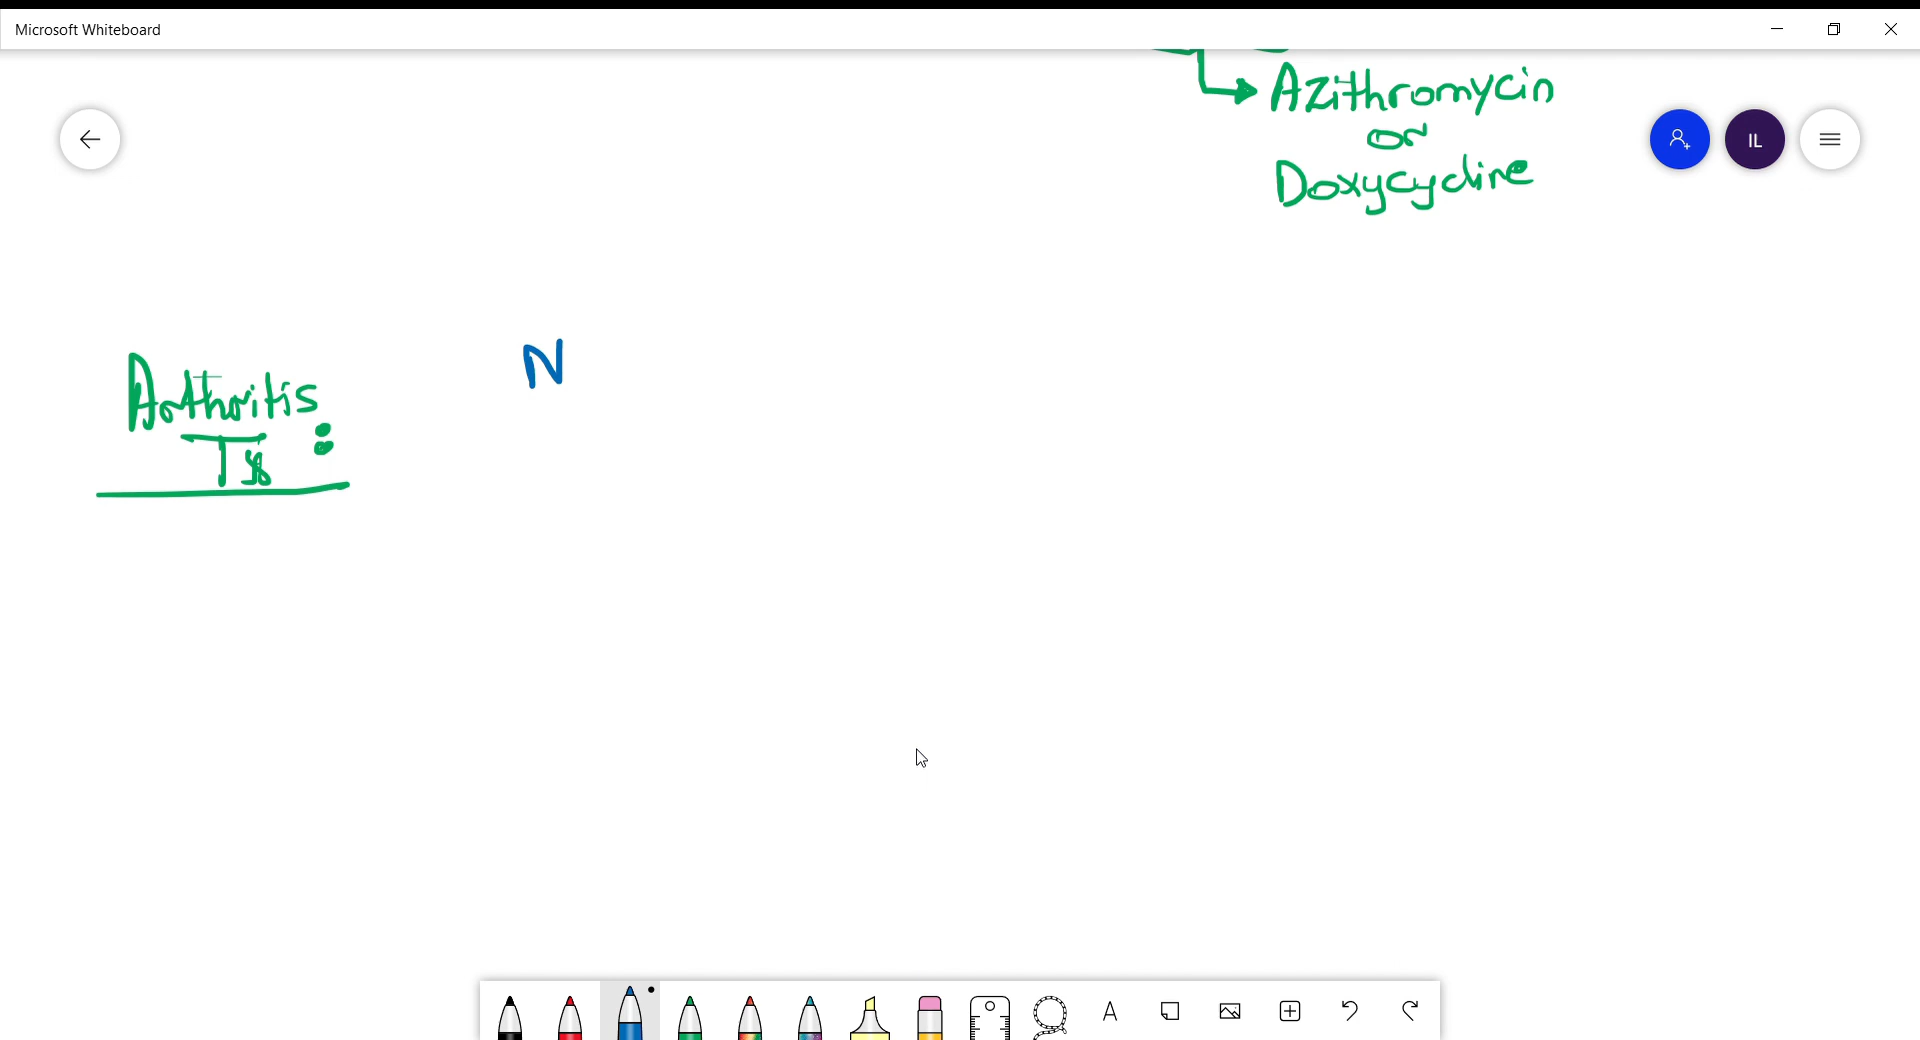 Microsoft Whiteboard
Azithromycin
or
Doxycycline
IL
N
Arthritis
Tx :
A